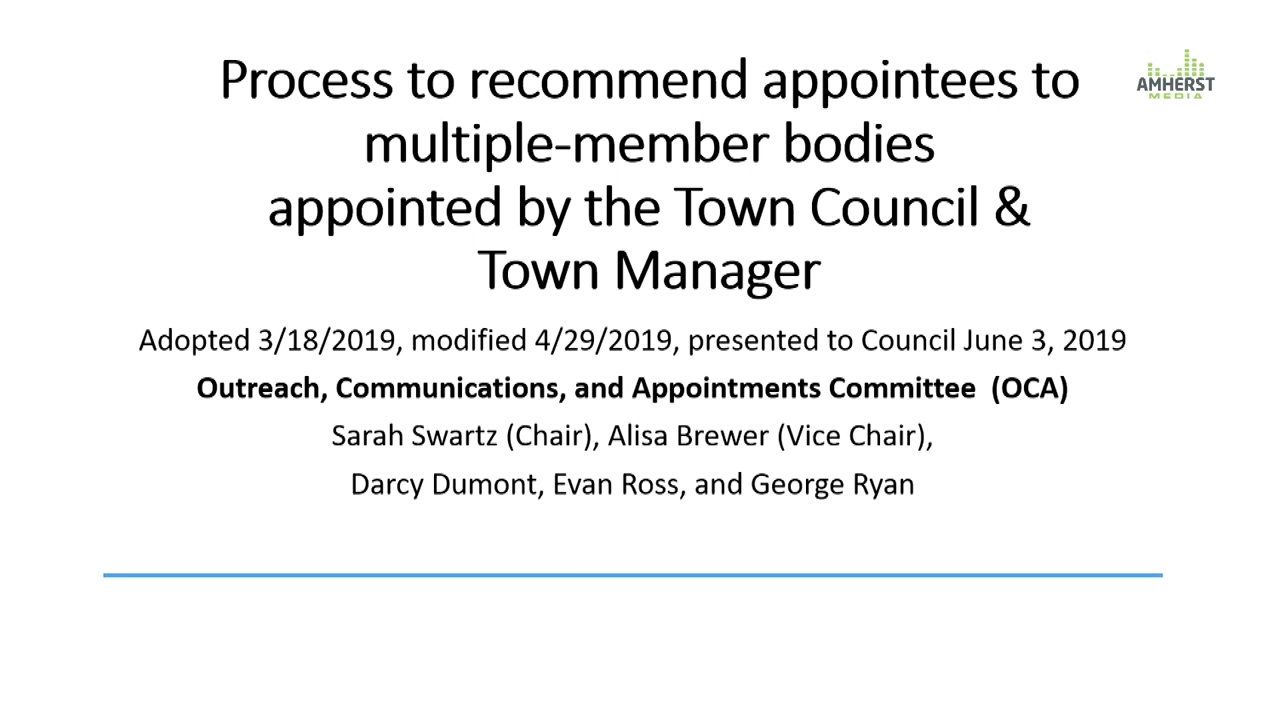 Process to recommend appointees to
multiple-member bodies
appointed by the Town Council &
Town Manager
AMHERST
MEDIA
Adopted 3/18/2019, modified 4/29/2019, presented to Council June 3, 2019
Outreach, Communications, and Appointments Committee (OCA)
Sarah Swartz (Chair), Alisa Brewer (Vice Chair),
Darcy Dumont, Evan Ross, and George Ryan